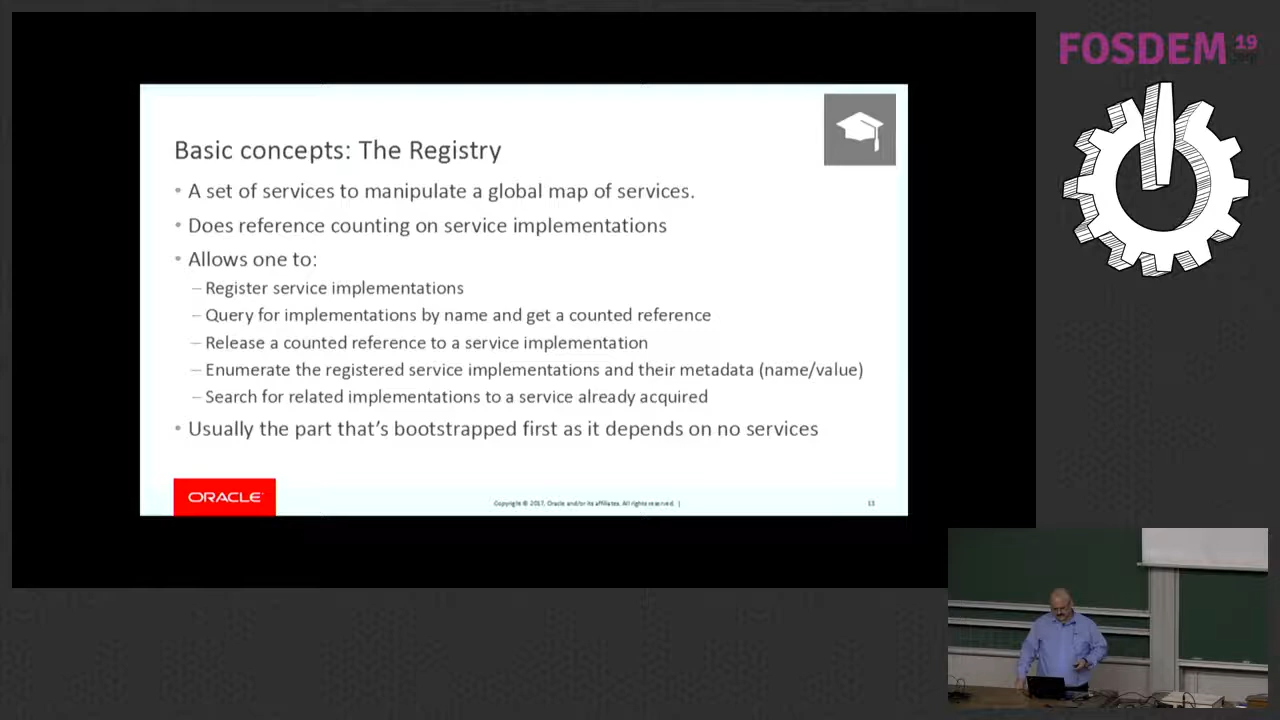 FOSDEM 19
Basic concepts: The Registry
• A set of services to manipulate a global map of services.
• Does reference counting on service implementations
• Allows one to:
– Register service implementations
– Query for implementations by name and get a counted reference
– Release a counted reference to a service implementation
– Enumerate the registered service implementations and their metadata (name/value)
– Search for related implementations to a service already acquired
• Usually the part that's bootstrapped first as it depends on no services
ORACLE
Copyright © 2017, Oracle and/or its affiliates. All rights reserved. |
13